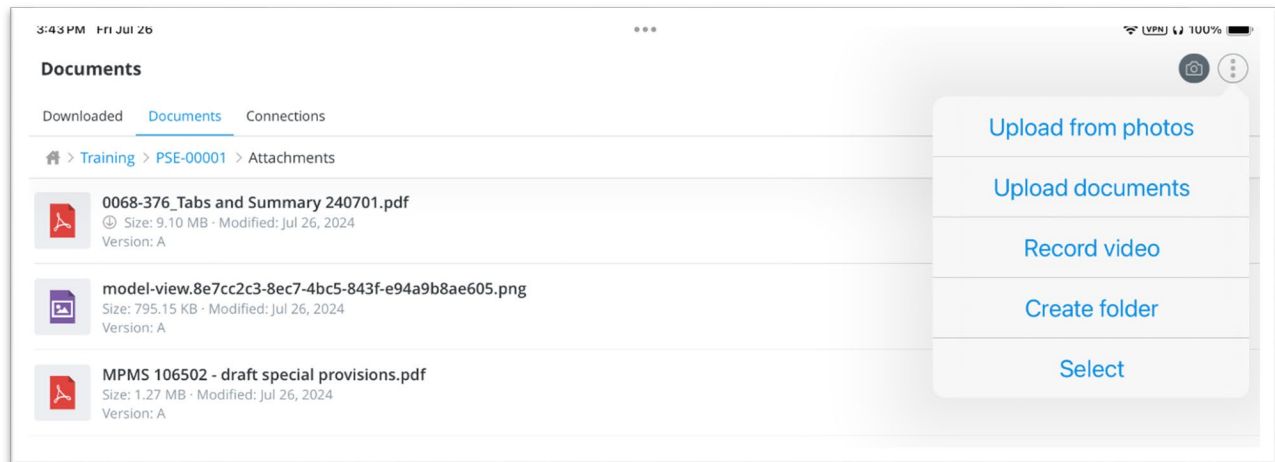 3:43 PM Fri Jul 26
VPN 100%
Documents
Downloaded Documents Connections
> Training > PSE-00001 > Attachments
0068-376_Tabs and Summary 240701.pdf
Size: 9.10 MB · Modified: Jul 26, 2024
Version: A
model-view.8e7cc2c3-8ec7-4bc5-843f-e94a9b8ae605.png
Size: 795.15 KB · Modified: Jul 26, 2024
Version: A
MPMS 106502 - draft special provisions.pdf
Size: 1.27 MB · Modified: Jul 26, 2024
Version: A
Upload from photos
Upload documents
Record video
Create folder
Select